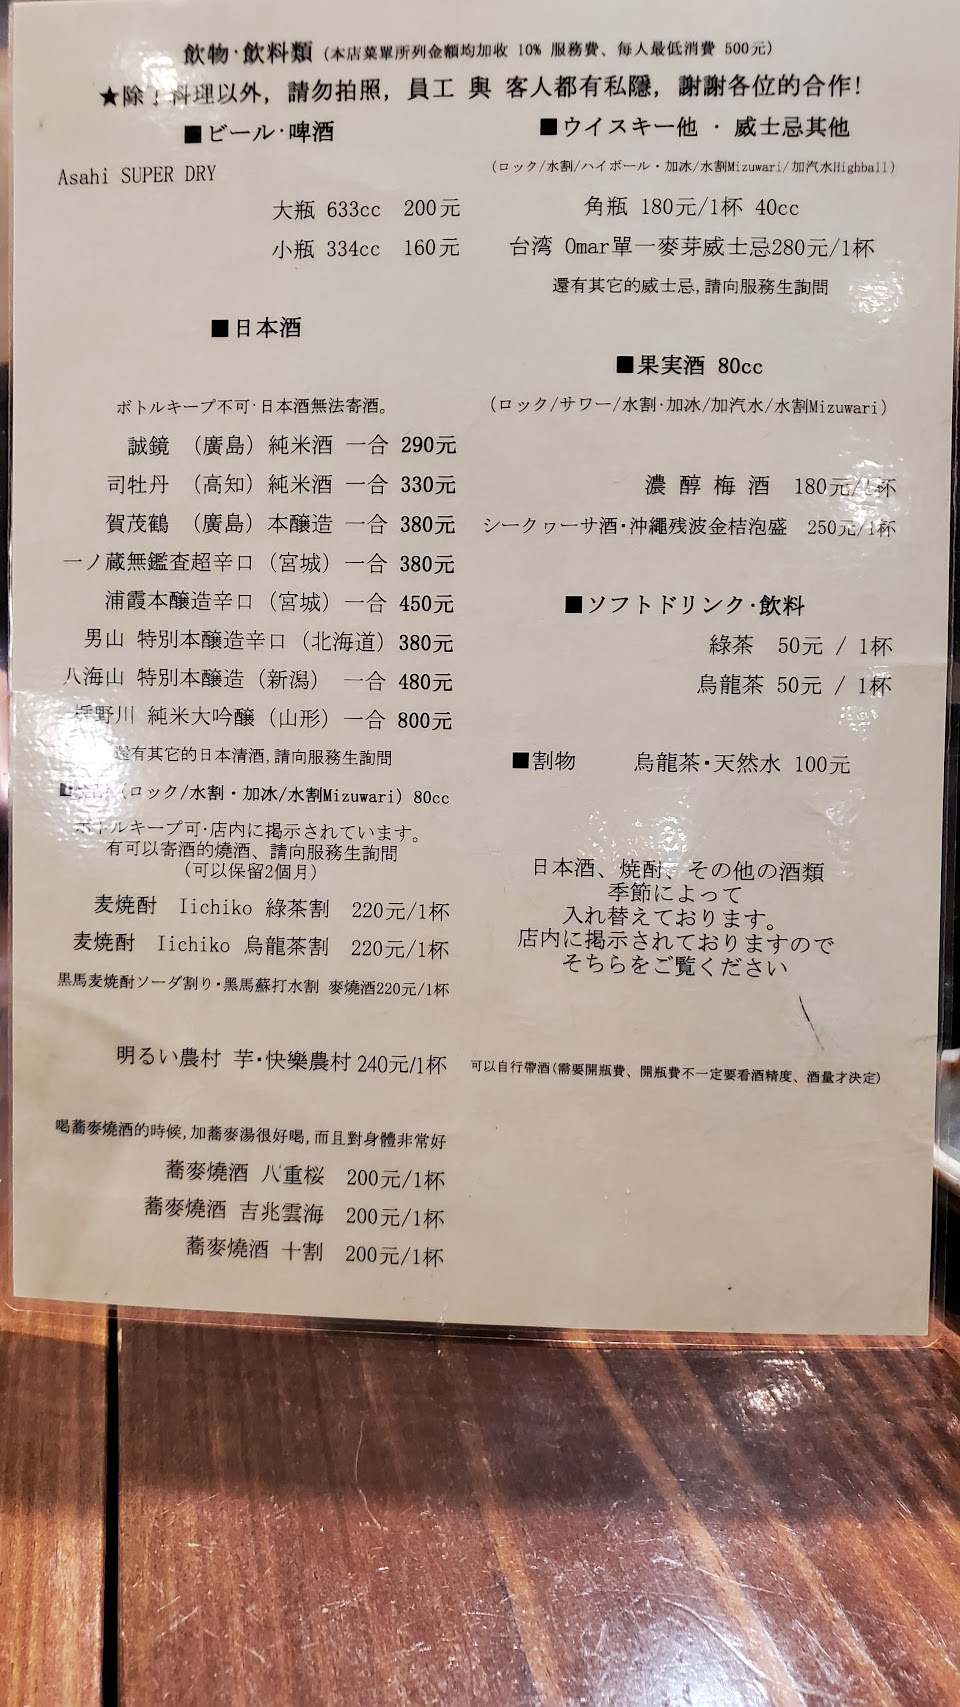 飲物·飲料類 (本店菜單所列金額均加收 10% 服務費、每人最低消費 500元)
★除了料理以外, 請勿拍照, 員工 與 客人都有私隱, 謝謝各位的合作!
■ビール·啤酒
Asahi SUPER DRY
大瓶 633cc 200元
小瓶 334cc 160元
■日本酒
ボトルキープ不可·日本酒無法寄酒。
誠鏡 (廣島) 純米酒 一合 290元
司牡丹 (高知) 純米酒 一合 330元
賀茂鶴 (廣島) 本醸造 一合 380元
一ノ蔵無鑑査超辛口 (宮城) 一合 380元
浦霞本醸造辛口 (宮城) 一合 450元
男山 特別本醸造辛口 (北海道) 380元
八海山 特別本醸造 (新潟) 一合 480元
野川 純米大吟醸 (山形) 一合 800元
還有其它的日本清酒,請向服務生詢問
■ (ロック/水割·加冰/水割Mizuwari) 80cc
ボトルキープ可·店内に掲示されています。
有可以寄酒的燒酒、請向服務生詢問
(可以保留2個月)
麦焼酎 Iichiko 綠茶割 220元/1杯
麦焼酎 Iichiko 烏龍茶割 220元/1杯
黒馬麦焼酎ソーダ割り·黑馬蘇打水割 麥燒酒220元/1杯
明るい農村 芋·快樂農村 240元/1杯
喝蕎麥燒酒的時候,加蕎麥湯很好喝,而且對身體非常好
蕎麥燒酒 八重桜 200元/1杯
蕎麥燒酒 吉兆雲海 200元/1杯
蕎麥燒酒 十割 200元/1杯
■ウイスキー他 · 威士忌其他
(ロック/水割/ハイボール·加冰/水割Mizuwari/加汽水Highball)
角瓶 180元/1杯 40cc
台湾 Omar單一麥芽威士忌280元/1杯
還有其它的威士忌,請向服務生詢問
■果実酒 80cc
(ロック/サワー/水割·加冰/加汽水/水割Mizuwari)
濃 醇 梅 酒 180元/1杯
シークヮーサ酒·沖繩残波金桔泡盛 250元/1杯
■ソフトドリンク·飲料
綠茶 50元 / 1杯
烏龍茶 50元 / 1杯
■割物 烏龍茶·天然水 100元
日本酒、焼酎、その他の酒類
季節によって
入れ替えております。
店内に掲示されておりますので
そちらをご覧ください
可以自行帶酒(需要開瓶費、開瓶費不一定要看酒精度、酒量才決定)